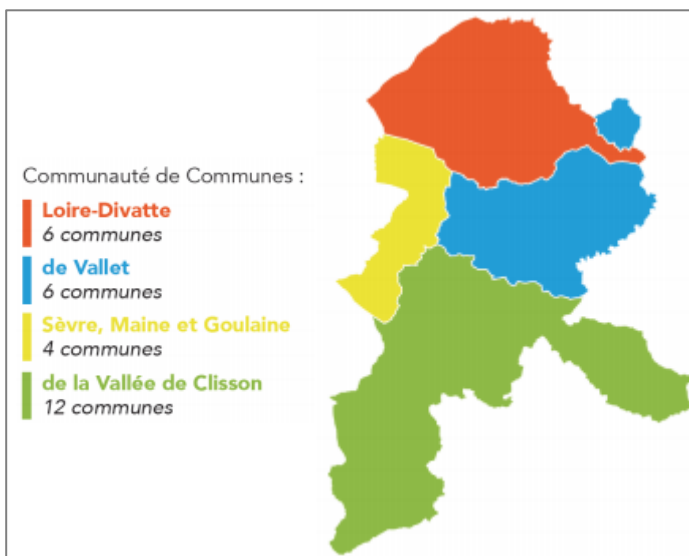 Communauté de Communes :
Loire-Divatte
6 communes
de Vallet
6 communes
Sèvre, Maine et Goulaine
4 communes
de la Vallée de Clisson
12 communes